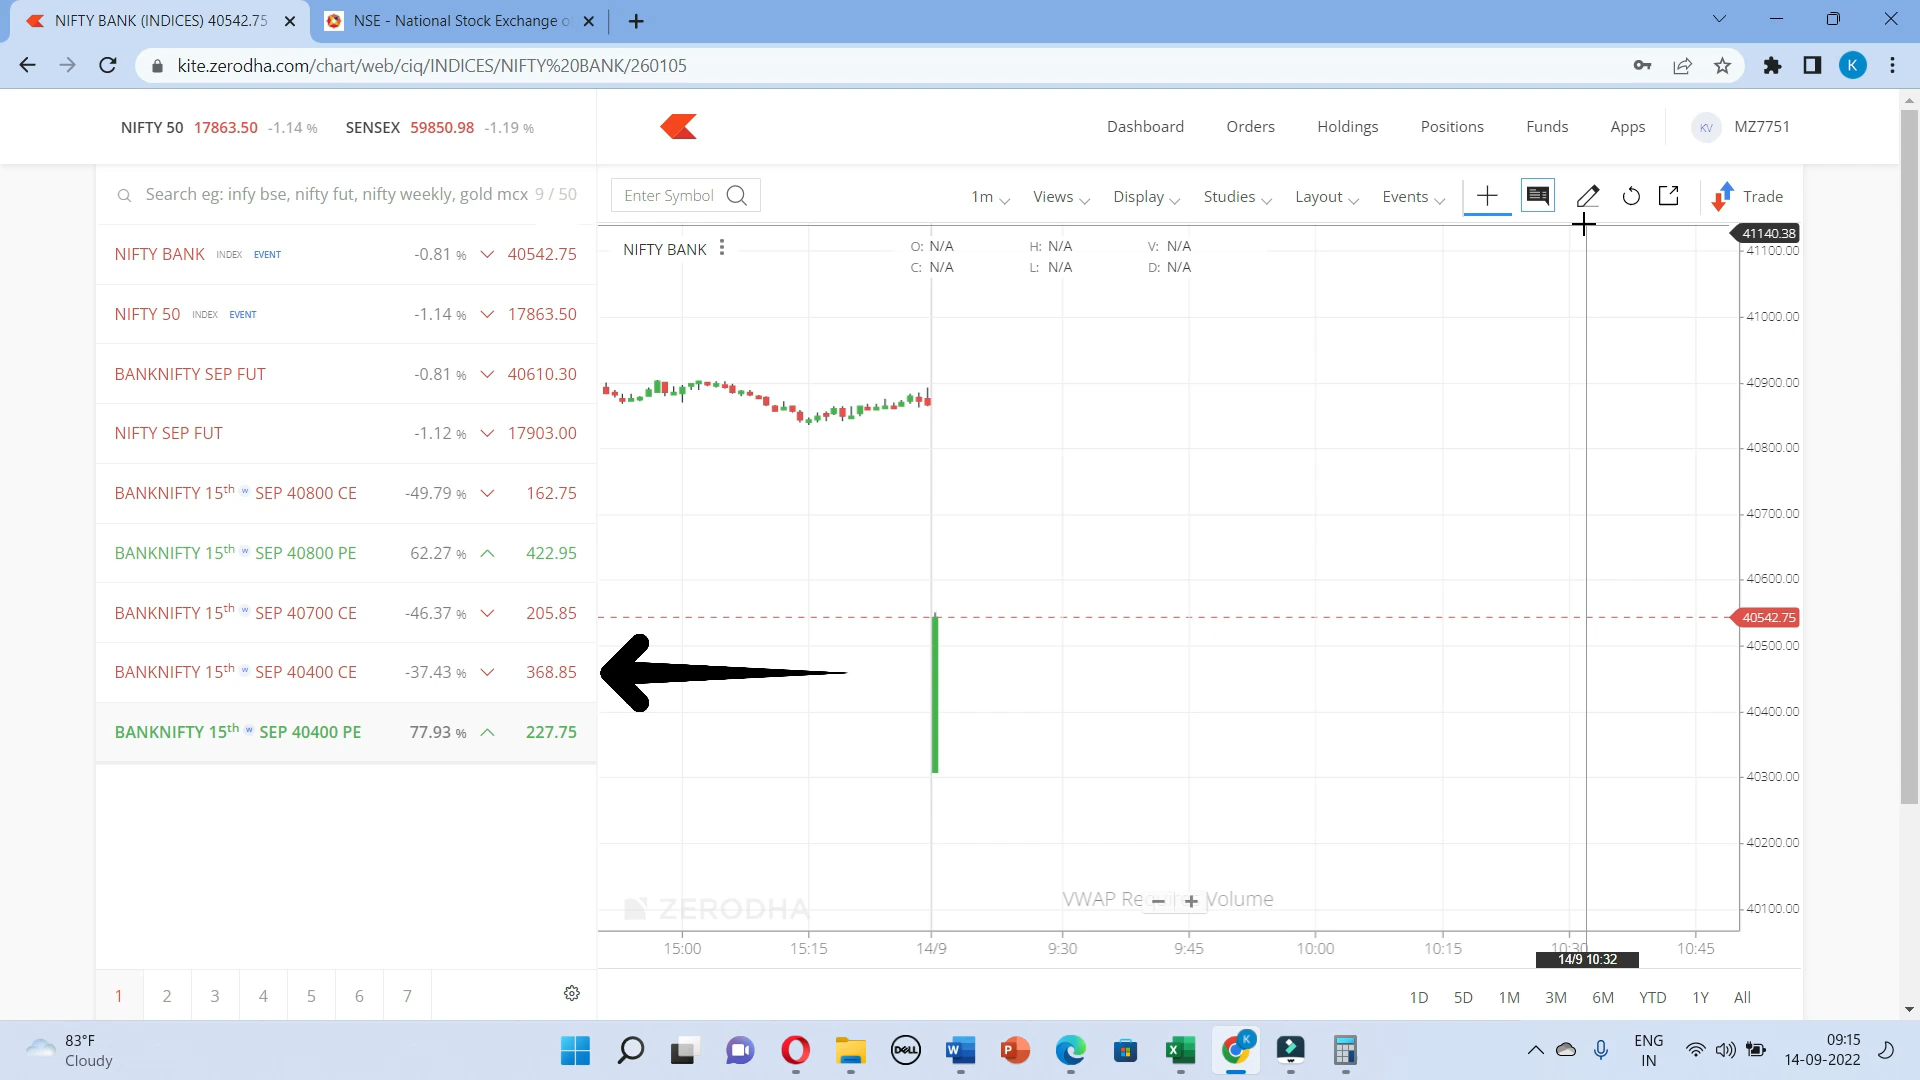 NIFTY BANK (INDICES) 40542.75
NSE - National Stock Exchange o
kite.zerodha.com/chart/web/ciq/INDICES/NIFTY%20BANK/260105
K
NIFTY 50 17863.50 -1.14 % SENSEX 59850.98 -1.19 %
Dashboard Orders Holdings Positions Funds Apps KV MZ7751
Search eg: infy bse, nifty fut, nifty weekly, gold mcx 9 / 50
Enter Symbol 1m Views Display Studies Layout Events Trade
NIFTY BANK INDEX EVENT -0.81 % 40542.75
NIFTY 50 INDEX EVENT -1.14 % 17863.50
BANKNIFTY SEP FUT -0.81 % 40610.30
NIFTY SEP FUT -1.12 % 17903.00
BANKNIFTY 15th w SEP 40800 CE -49.79 % 162.75
BANKNIFTY 15th w SEP 40800 PE 62.27 % 422.95
BANKNIFTY 15th w SEP 40700 CE -46.37 % 205.85
BANKNIFTY 15th w SEP 40400 CE -37.43 % 368.85
BANKNIFTY 15th w SEP 40400 PE 77.93 % 227.75
1 2 3 4 5 6 7
NIFTY BANK
O: N/A H: N/A V: N/A
C: N/A L: N/A D: N/A
41140.38
41100.00
41000.00
40900.00
40800.00
40700.00
40600.00
40542.75
40500.00
40400.00
40300.00
40200.00
40100.00
ZERODHA
VWAP Re Volume
15:00 15:15 14/9 9:30 9:45 10:00 10:15 10:30 10:45
14/9 10:32
1D 5D 1M 3M 6M YTD 1Y All
83°F
Cloudy
DELL
W
P
X
K
ENG
IN
09:15
14-09-2022